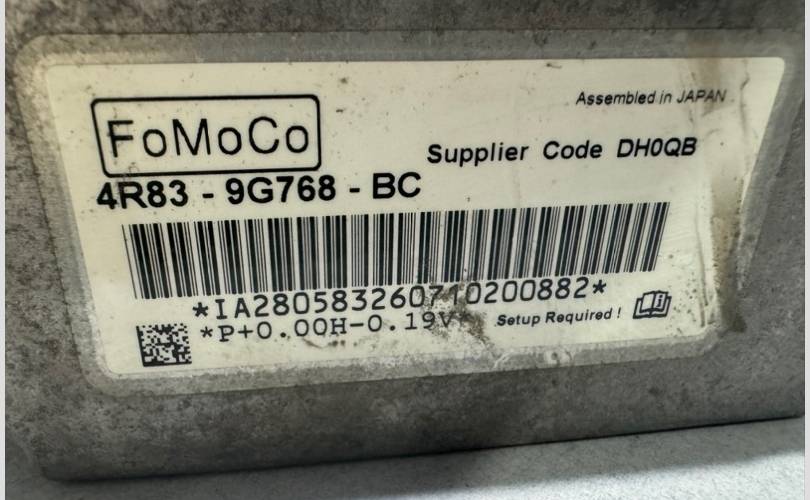 Assembled in JAPAN
FoMoCo
Supplier Code DH0QB
4R83 - 9G768 - BC
*IA280583260710200882*
*P+0.00H-0.19V
Setup Required !